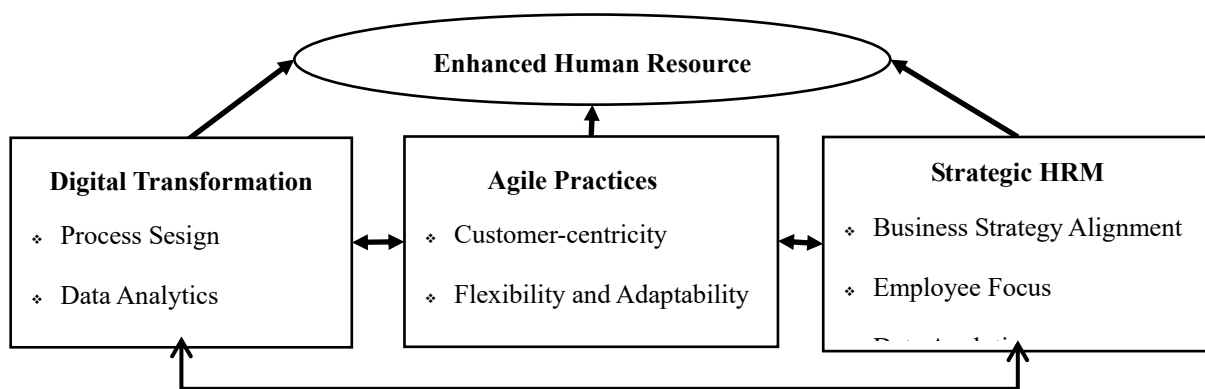 Enhanced Human Resource
Digital Transformation
Process Sesign
Data Analytics
Agile Practices
Customer-centricity
Flexibility and Adaptability
Strategic HRM
Business Strategy Alignment
Employee Focus